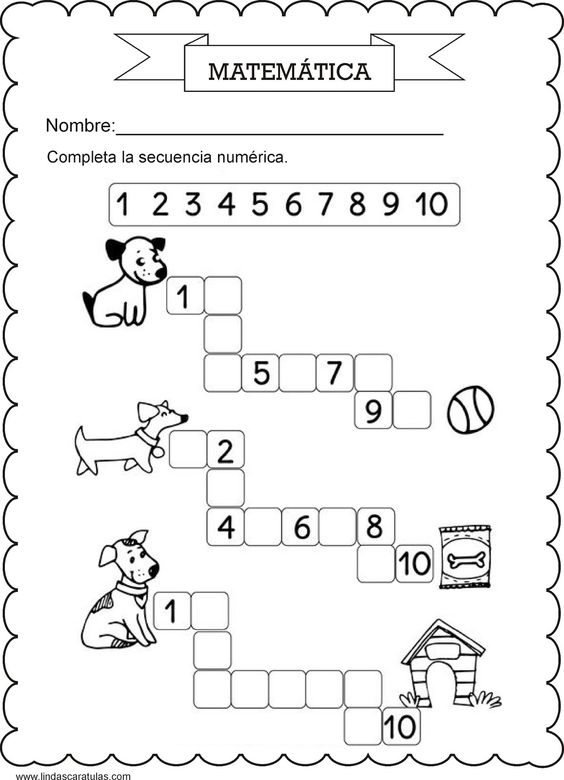 MATEMÁTICA
Nombre:
Completa la secuencia numérica.
1 2 3 4 5 6 7 8 9 10
1
5 7
9
2
4 6 8
10
1
10
www.lindascaratulas.com